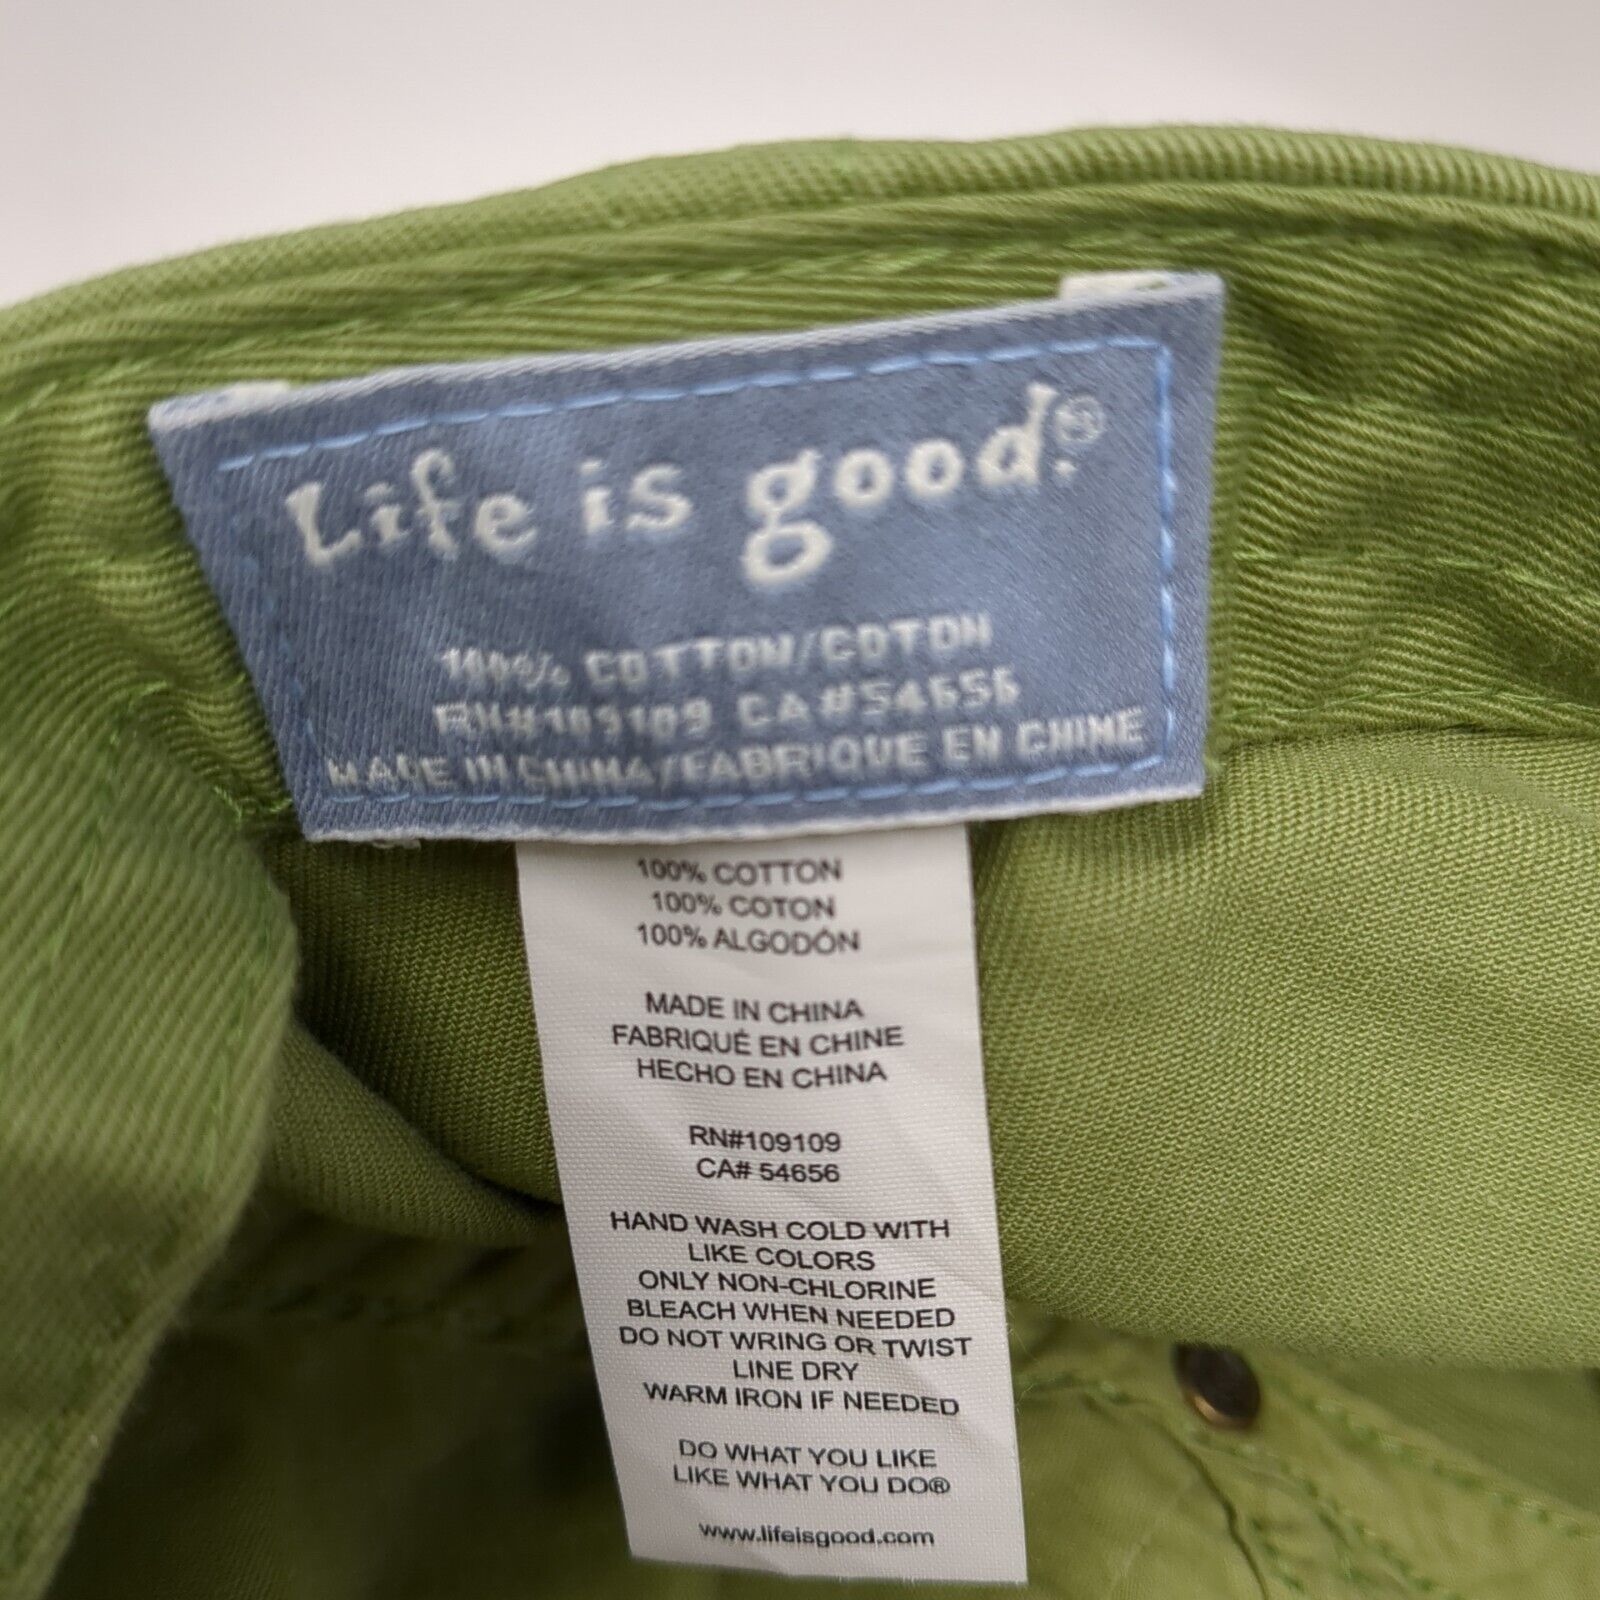 Life is good.®
100% COTTON/COTON
RN#109109 CA#54656
MADE IN CHINA/FABRIQUE EN CHINE
100% COTTON
100% COTON
100% ALGODÓN
MADE IN CHINA
FABRIQUÉ EN CHINE
HECHO EN CHINA
RN#109109
CA# 54656
HAND WASH COLD WITH
LIKE COLORS
ONLY NON-CHLORINE
BLEACH WHEN NEEDED
DO NOT WRING OR TWIST
LINE DRY
WARM IRON IF NEEDED
DO WHAT YOU LIKE
LIKE WHAT YOU DO®
www.lifeisgood.com